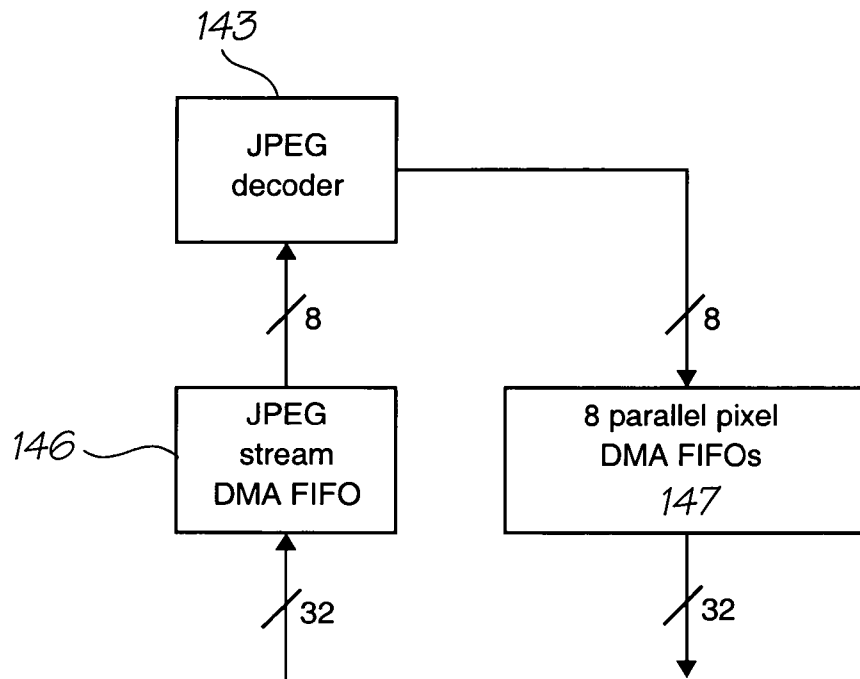 143
JPEG
decoder
8
8
146
JPEG
stream
DMA FIFO
8 parallel pixel
DMA FIFOs
147
32
32